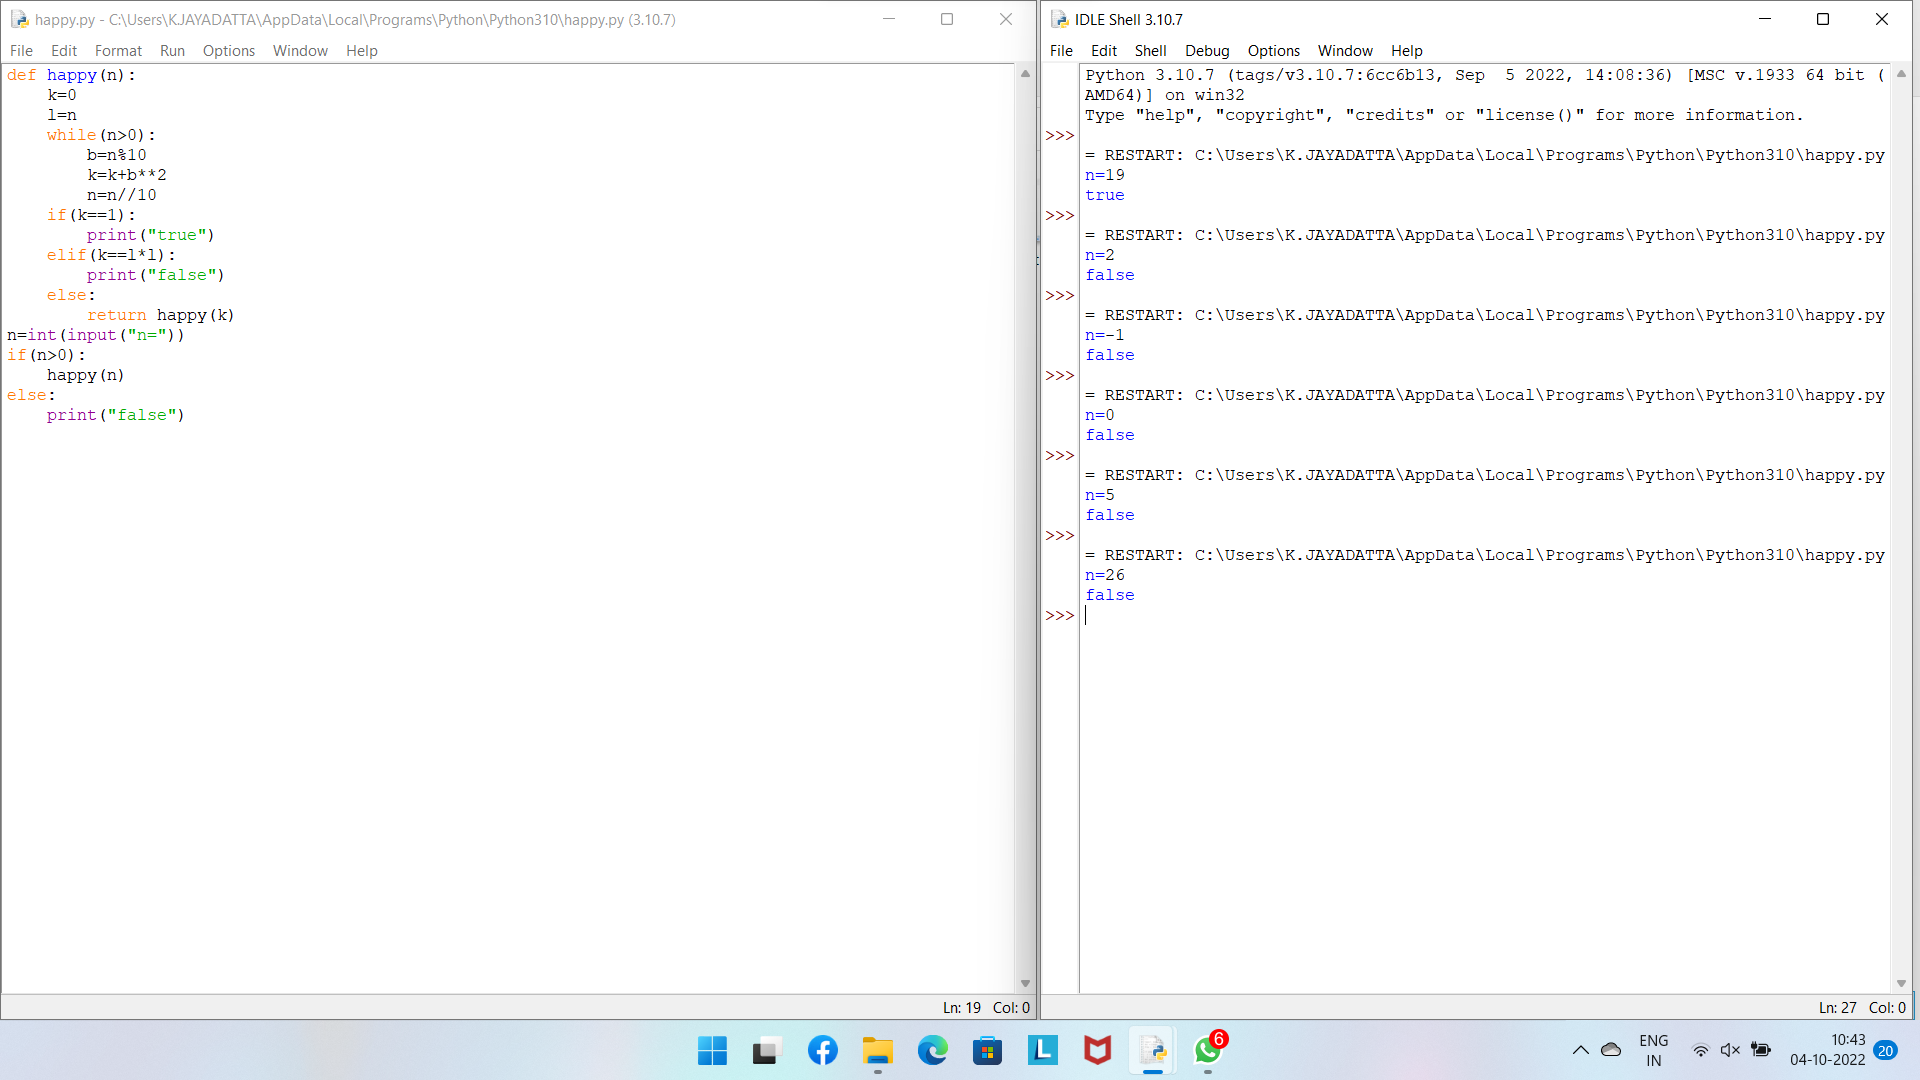 happy.py - C:\Users\K.JAYADATTA\AppData\Local\Programs\Python\Python310\happy.py (3.10.7)
File Edit Format Run Options Window Help
def happy(n):
    k=0
    l=n
    while(n>0):
        b=n%10
        k=k+b**2
        n=n//10
    if(k==1):
        print("true")
    elif(k==l*l):
        print("false")
    else:
        return happy(k)
n=int(input("n="))
if(n>0):
    happy(n)
else:
    print("false")
Ln: 19 Col: 0
IDLE Shell 3.10.7
File Edit Shell Debug Options Window Help
Python 3.10.7 (tags/v3.10.7:6cc6b13, Sep  5 2022, 14:08:36) [MSC v.1933 64 bit (
AMD64)] on win32
Type "help", "copyright", "credits" or "license()" for more information.
>>>
= RESTART: C:\Users\K.JAYADATTA\AppData\Local\Programs\Python\Python310\happy.py
n=19
true
>>>
= RESTART: C:\Users\K.JAYADATTA\AppData\Local\Programs\Python\Python310\happy.py
n=2
false
>>>
= RESTART: C:\Users\K.JAYADATTA\AppData\Local\Programs\Python\Python310\happy.py
n=-1
false
>>>
= RESTART: C:\Users\K.JAYADATTA\AppData\Local\Programs\Python\Python310\happy.py
n=0
false
>>>
= RESTART: C:\Users\K.JAYADATTA\AppData\Local\Programs\Python\Python310\happy.py
n=5
false
>>>
= RESTART: C:\Users\K.JAYADATTA\AppData\Local\Programs\Python\Python310\happy.py
n=26
false
>>>
Ln: 27 Col: 0
L
6
ENG
IN
10:43
04-10-2022
20